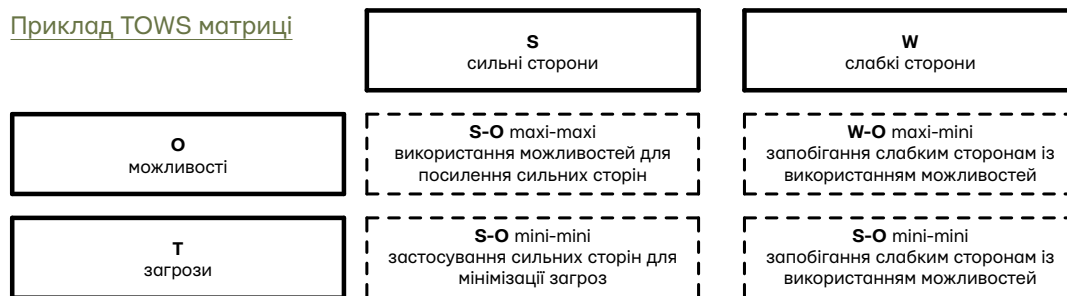 Приклад TOWS матриці
S
сильні сторони
W
слабкі сторони
O
можливості
S-O maxi-maxi
використання можливостей для
посилення сильних сторін
W-O maxi-mini
запобігання слабким сторонам із
використанням можливостей
T
загрози
S-O mini-mini
застосування сильних сторін для
мінімізації загроз
S-O mini-mini
запобігання слабким сторонам із
використанням можливостей